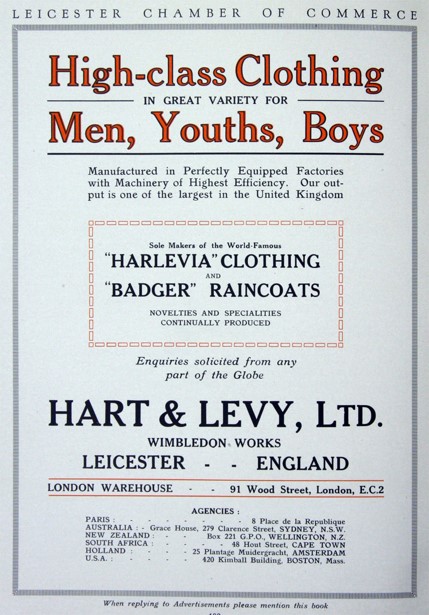 LEICESTER CHAMBER OF COMMERCE
High-class Clothing
IN GREAT VARIETY FOR
Men, Youths, Boys
Manufactured in Perfectly Equipped Factories
with Machinery of Highest Efficiency. Our out-
put is one of the largest in the United Kingdom
Sole Makers of the World-Famous
"HARLEVIA" CLOTHING
AND
"BADGER" RAINCOATS
NOVELTIES AND SPECIALITIES
CONTINUALLY PRODUCED
Enquiries solicited from any
part of the Globe
HART & LEVY, LTD.
WIMBLEDON WORKS
LEICESTER - - ENGLAND
LONDON WAREHOUSE - - 91 Wood Street, London, E.C.2
AGENCIES :
PARIS : - - - - - - - 8 Place de la Republique
AUSTRALIA : - - Grace House, 279 Clarence Street, SYDNEY, N.S.W.
NEW ZEALAND : - - - Box 221 G.P.O., WELLINGTON, N.Z.
SOUTH AFRICA : - - - - 48 Hout Street, CAPE TOWN
HOLLAND : - - - 25 Plantage Muidergracht, AMSTERDAM
U.S.A. : - - - - 420 Kimball Building, BOSTON, Mass.
When replying to Advertisements please mention this book